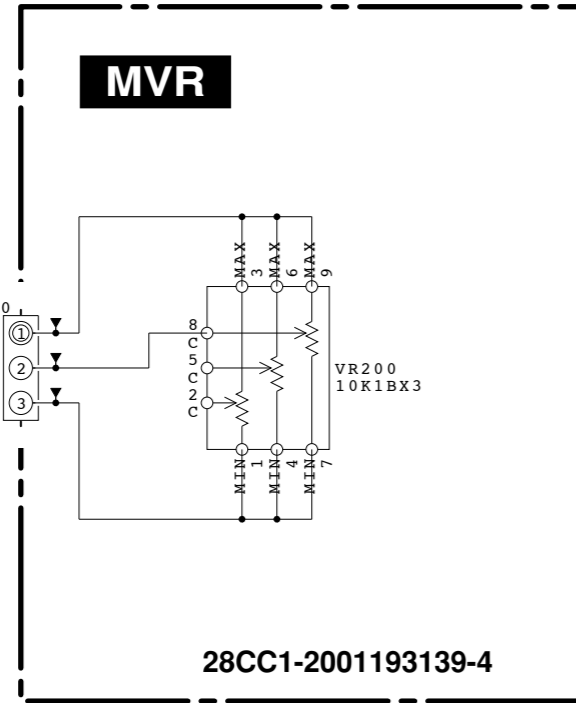 MVR
MAX 3
MAX 6
MAX 9
0
1
8
C
2
5
C
VR200
10K1BX3
3
2
C
MIN 1
MIN 4
MIN 7
28CC1-2001193139-4